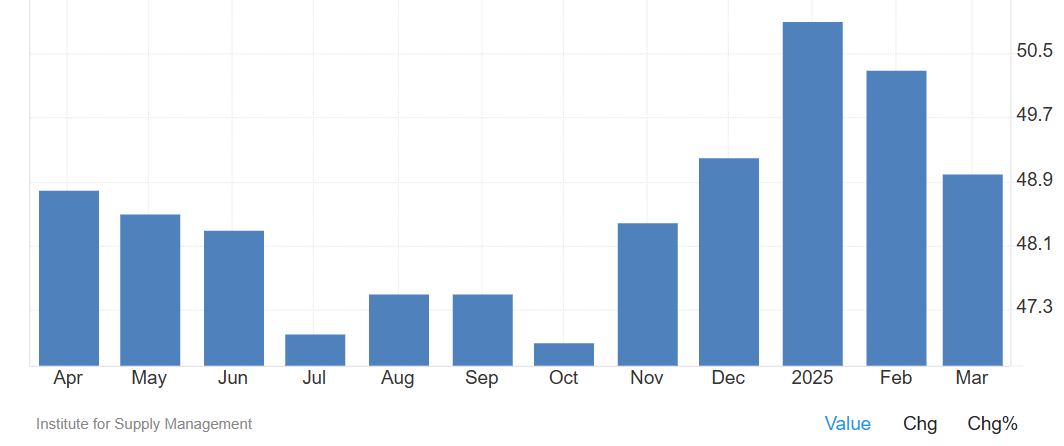 50.5
49.7
48.9
48.1
47.3
Apr May Jun Jul Aug Sep Oct Nov Dec 2025 Feb Mar
Institute for Supply Management Value Chg Chg%